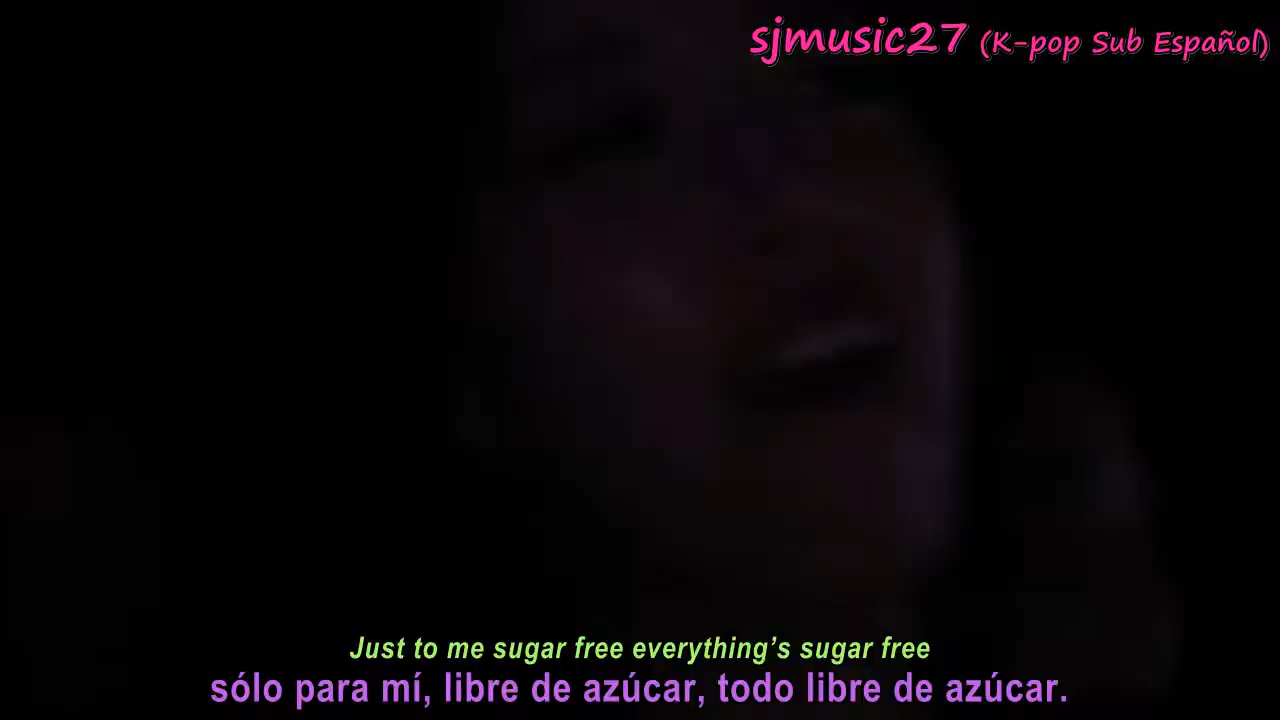 sjmusic27 (K-pop Sub Español)
Just to me sugar free everything's sugar free
sólo para mí, libre de azúcar, todo libre de azúcar.